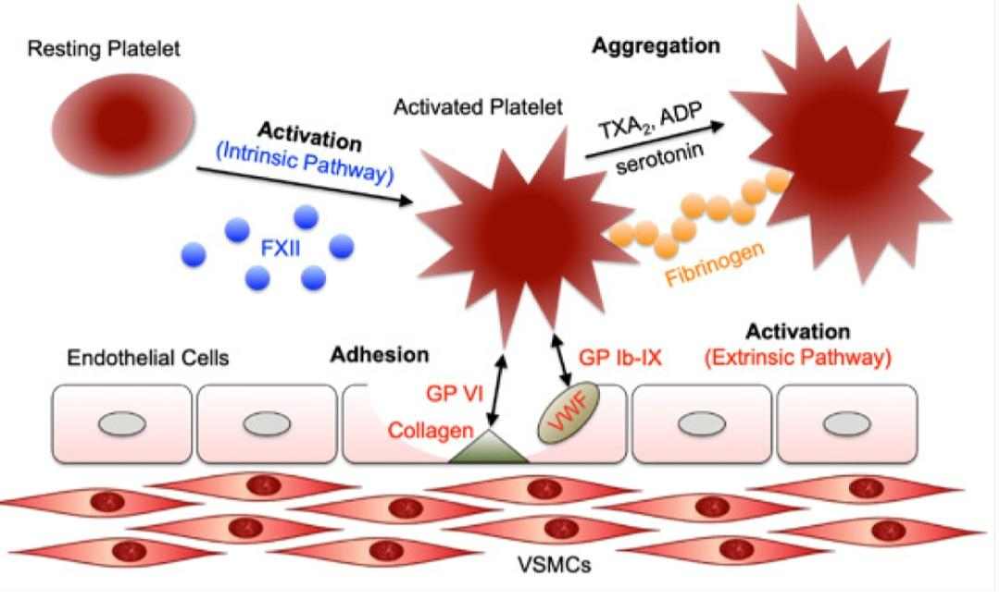 Resting Platelet
Aggregation
Activated Platelet
Activation
(Intrinsic Pathway)
TXA₂, ADP
serotonin
FXII
Fibrinogen
Endothelial Cells
Adhesion
GP VI
Collagen
GP Ib-IX
VWF
Activation
(Extrinsic Pathway)
VSMCs